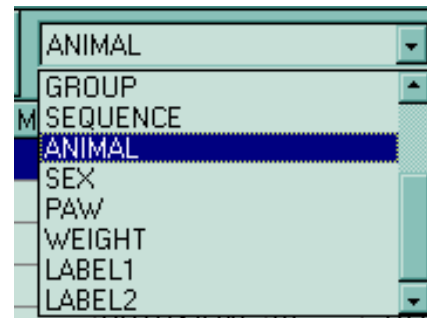 ANIMAL
GROUP
M
SEQUENCE
ANIMAL
SEX
PAW
WEIGHT
LABEL1
LABEL2